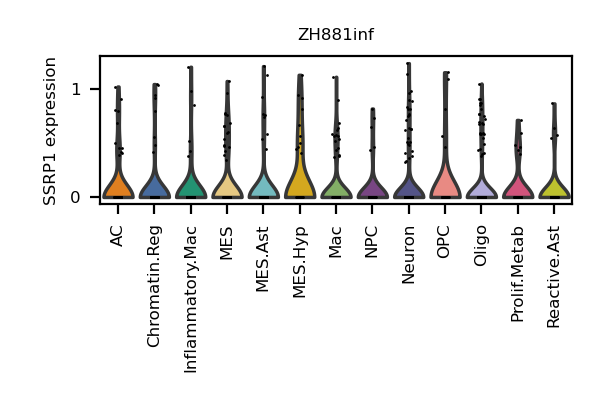 ZH881inf
SSRP1 expression
1
0
AC
Chromatin.Reg
Inflammatory.Mac
MES
MES.Ast
MES.Hyp
Mac
NPC
Neuron
OPC
Oligo
Prolif.Metab
Reactive.Ast